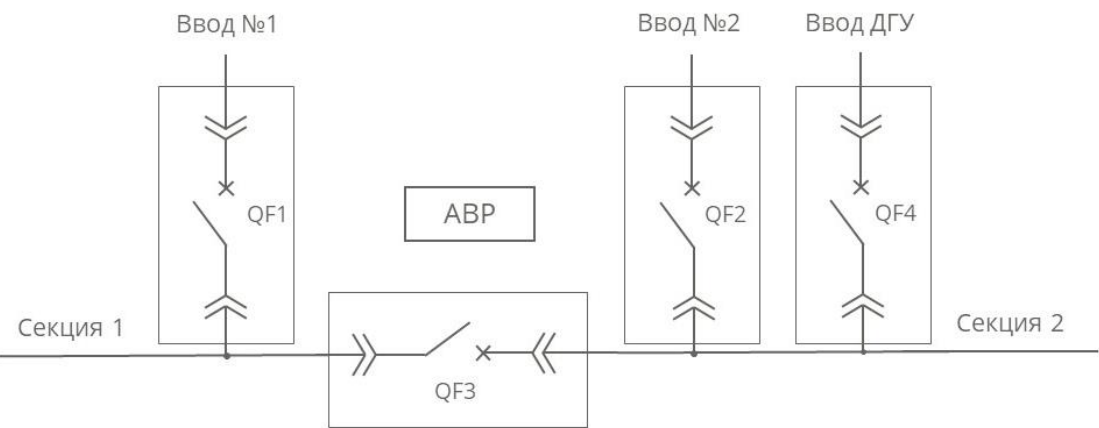 Ввод №1
Ввод №2
Ввод ДГУ
QF1
АВР
QF2
QF4
Секция 1
Секция 2
QF3